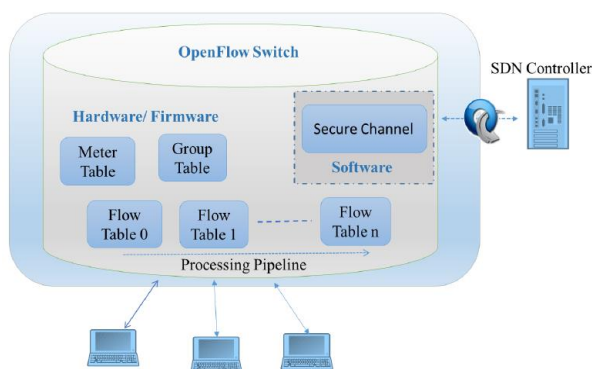 OpenFlow Switch
SDN Controller
Hardware/ Firmware
Secure Channel
Software
Meter
Table
Group
Table
Flow
Table 0
Flow
Table 1
Flow
Table n
Processing Pipeline